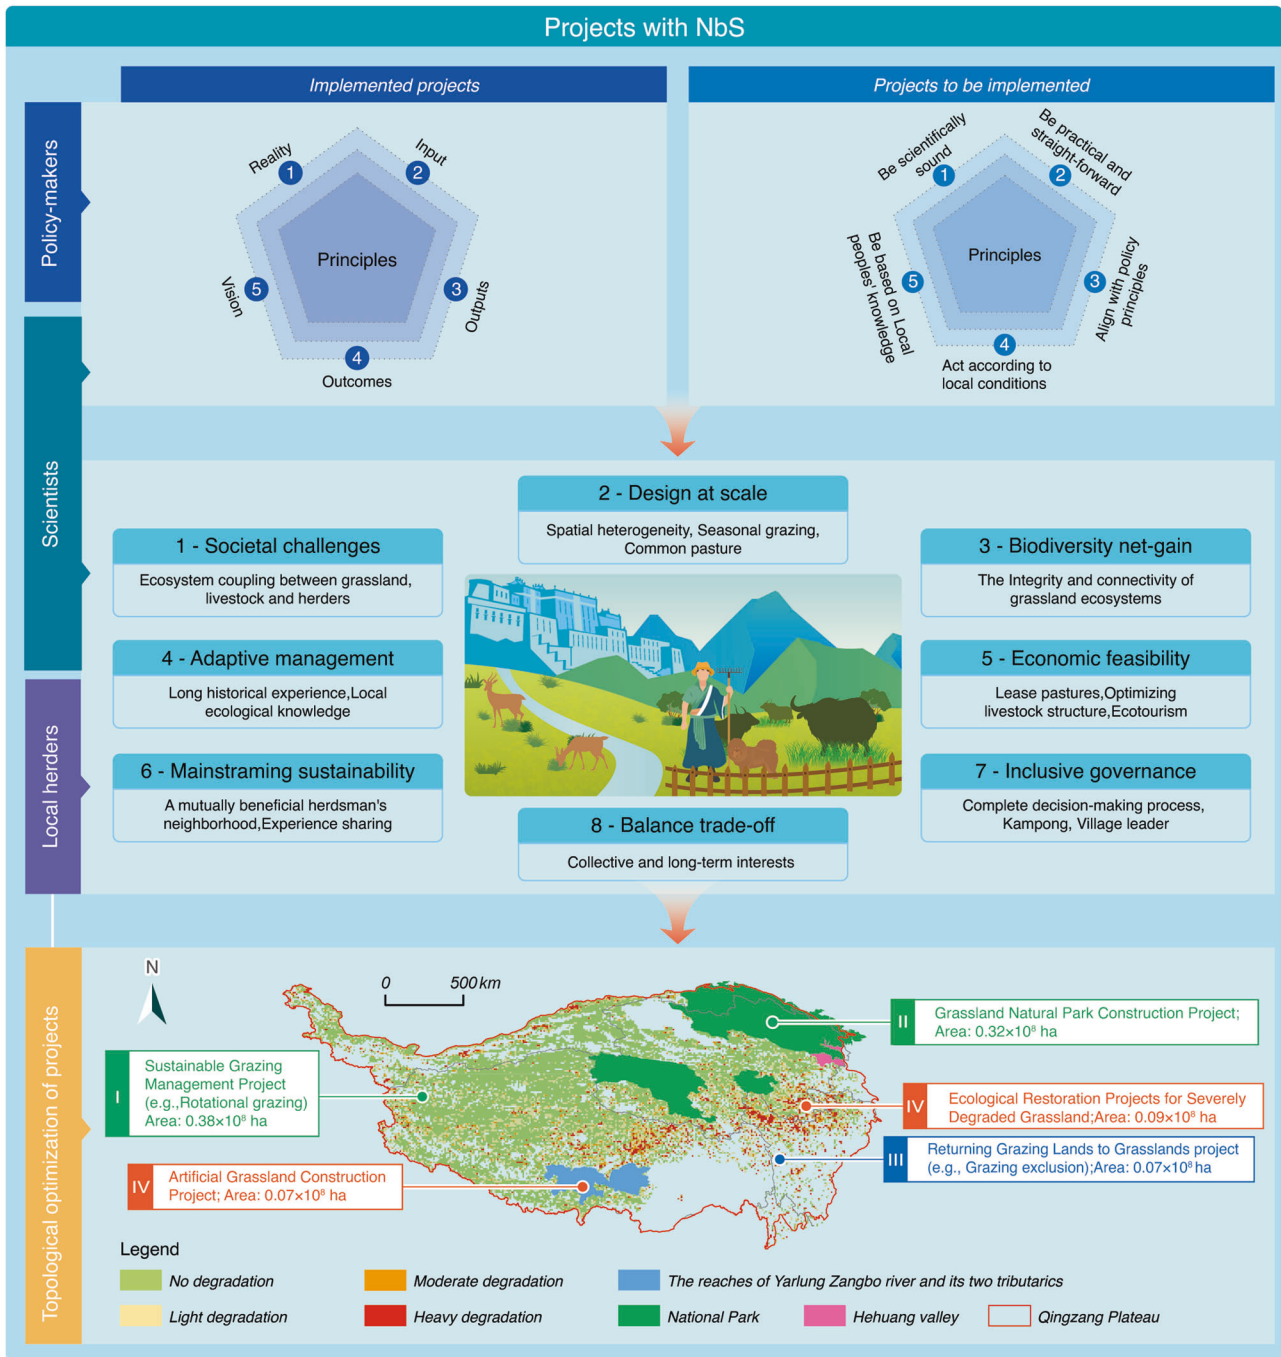 Projects with NbS
Implemented projects
Projects to be implemented
Policy-makers
Scientists
Local herders
Topological optimization of projects
Reality
1
Input
2
Principles
5
Vision
3
Outputs
4
Outcomes
Be scientifically
sound
1
Be practical and
straight-forward
2
Principles
Be based on Local
peoples' knowledge
5
3
Align with policy
principles
4
Act according to
local conditions
2 - Design at scale
Spatial heterogeneity, Seasonal grazing,
Common pasture
1 - Societal challenges
Ecosystem coupling between grassland,
livestock and herders
3 - Biodiversity net-gain
The Integrity and connectivity of
grassland ecosystems
4 - Adaptive management
Long historical experience,Local
ecological knowledge
5 - Economic feasibility
Lease pastures,Optimizing
livestock structure,Ecotourism
6 - Mainstraming sustainability
A mutually beneficial herdsman's
neighborhood,Experience sharing
7 - Inclusive governance
Complete decision-making process,
Kampong, Village leader
8 - Balance trade-off
Collective and long-term interests
N
0 500 km
I
Sustainable Grazing
Management Project
(e.g.,Rotational grazing)
Area: 0.38×10⁸ ha
II
Grassland Natural Park Construction Project;
Area: 0.32×10⁸ ha
IV
Ecological Restoration Projects for Severely
Degraded Grassland;Area: 0.09×10⁸ ha
III
Returning Grazing Lands to Grasslands project
(e.g., Grazing exclusion);Area: 0.07×10⁸ ha
IV
Artificial Grassland Construction
Project; Area: 0.07×10⁸ ha
Legend
No degradation
Moderate degradation
The reaches of Yarlung Zangbo river and its two tributarics
Light degradation
Heavy degradation
National Park
Hehuang valley
Qingzang Plateau